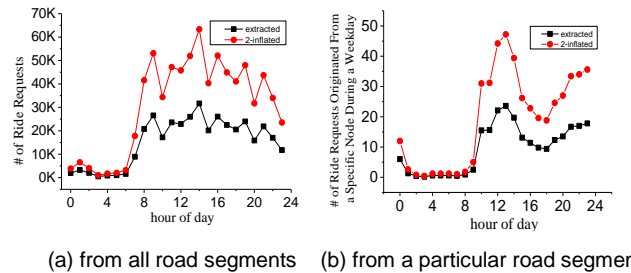 70K
60K
50K
40K
30K
20K
10K
0K
# of Ride Requests
extracted
2-inflated
0 4 8 12 16 20 24
hour of day
(a) from all road segments
50
40
30
20
10
0
# of Ride Requests Originated From
a Specific Node During a Weekday
extracted
2-inflated
0 4 8 12 16 20 24
hour of day
(b) from a particular road segmen